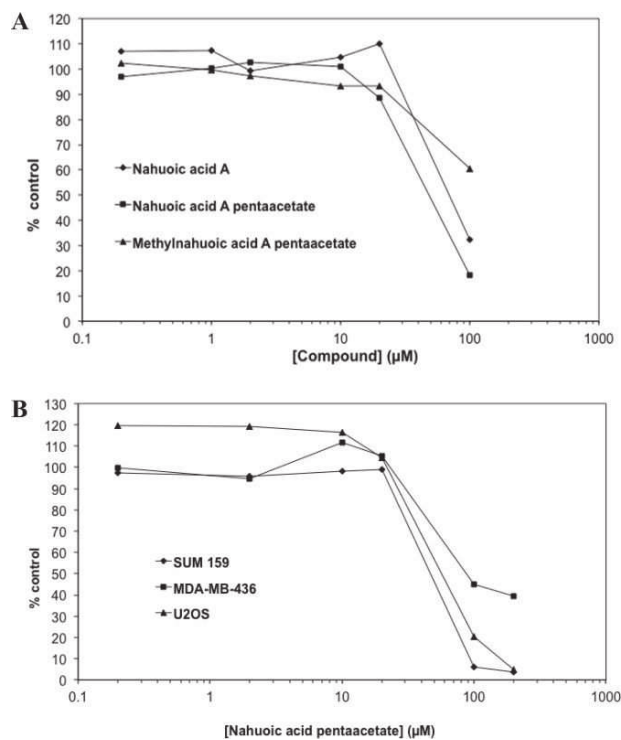 A
120
110
100
90
80
70
60
50
40
30
20
10
0
% control
Nahuoic acid A
Nahuoic acid A pentaacetate
Methylnahuoic acid A pentaacetate
0.1 1 10 100 1000
[Compound] (µM)
B
130
120
110
100
90
80
70
60
50
40
30
20
10
0
% control
SUM 159
MDA-MB-436
U2OS
0.1 1 10 100 1000
[Nahuoic acid pentaacetate] (µM)